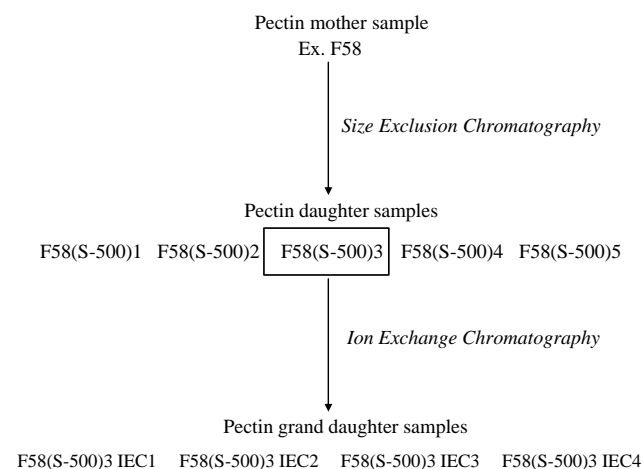 Pectin mother sample
Ex. F58
Size Exclusion Chromatography
Pectin daughter samples
F58(S-500)1 F58(S-500)2 F58(S-500)3 F58(S-500)4 F58(S-500)5
Ion Exchange Chromatography
Pectin grand daughter samples
F58(S-500)3 IEC1 F58(S-500)3 IEC2 F58(S-500)3 IEC3 F58(S-500)3 IEC4